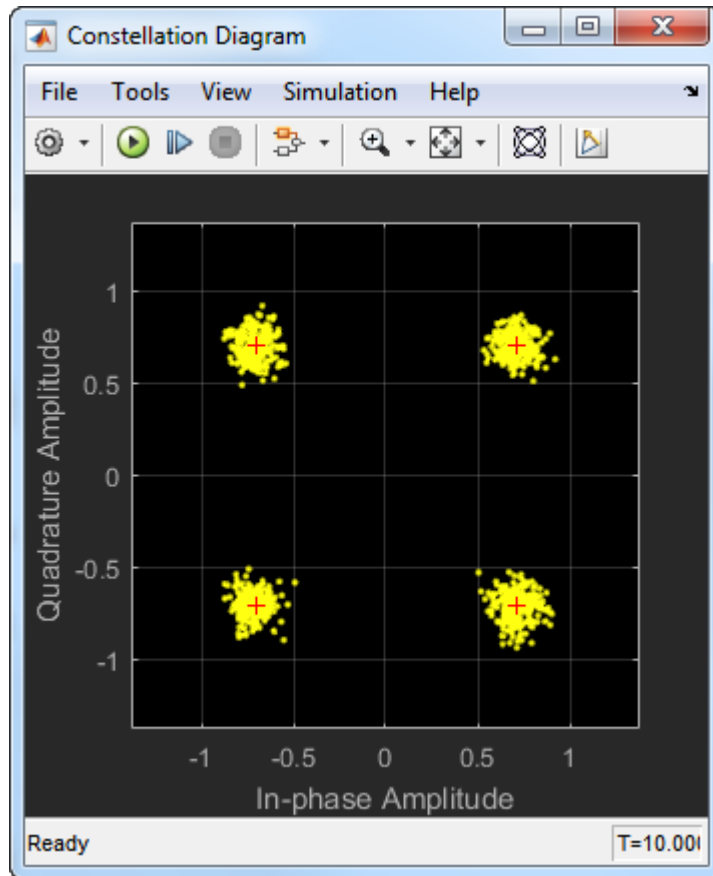 Constellation Diagram
File Tools View Simulation Help
1
0.5
0
-0.5
-1
Quadrature Amplitude
-1 -0.5 0 0.5 1
In-phase Amplitude
Ready T=10.00